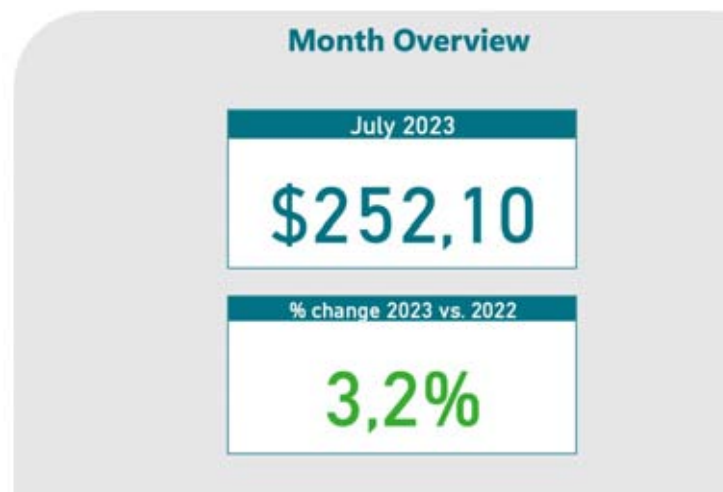 Month Overview
July 2023
$252,10
% change 2023 vs. 2022
3,2%